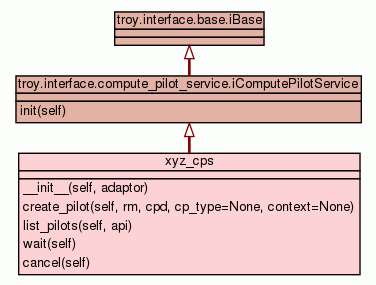 troy.interface.base.iBase
troy.interface.compute_pilot_service.iComputePilotService
init(self)
xyz_cps
__init__(self, adaptor)
create_pilot(self, rm, cpd, cp_type=None, context=None)
list_pilots(self, api)
wait(self)
cancel(self)